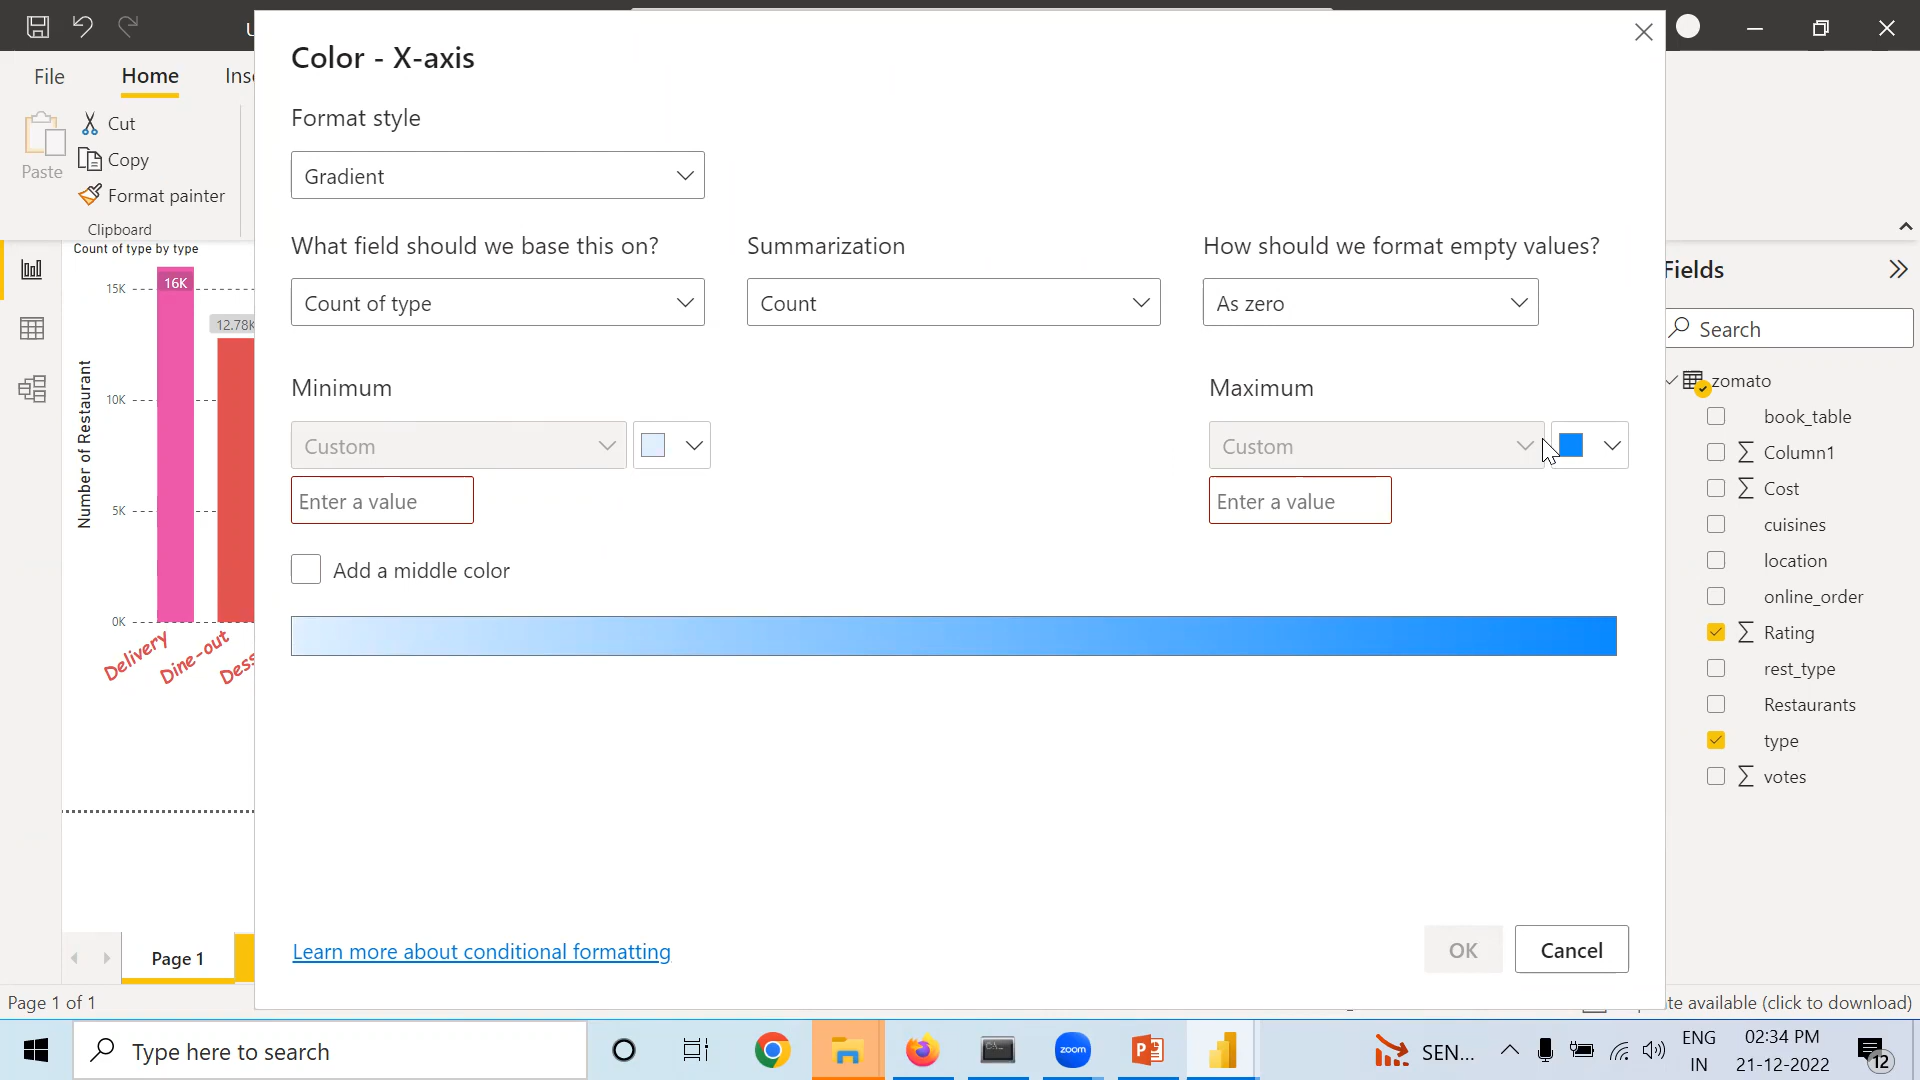 File
Home
Ins
Paste
Cut
Copy
Format painter
Clipboard
Color - X-axis
Format style
Gradient
What field should we base this on?
Summarization
How should we format empty values?
Count of type
Count
As zero
Minimum
Maximum
Custom
Custom
Enter a value
Enter a value
Add a middle color
Learn more about conditional formatting
OK
Cancel
Count of type by type
Number of Restaurant
15K
10K
5K
0K
16K
12.78K
Delivery
Dine-out
Dess
Fields
Search
zomato
book_table
Column1
Cost
cuisines
location
online_order
Rating
rest_type
Restaurants
type
votes
Page 1
Page 1 of 1
te available (click to download)
Type here to search
zoom
SEN...
ENG
IN
02:34 PM
21-12-2022
12